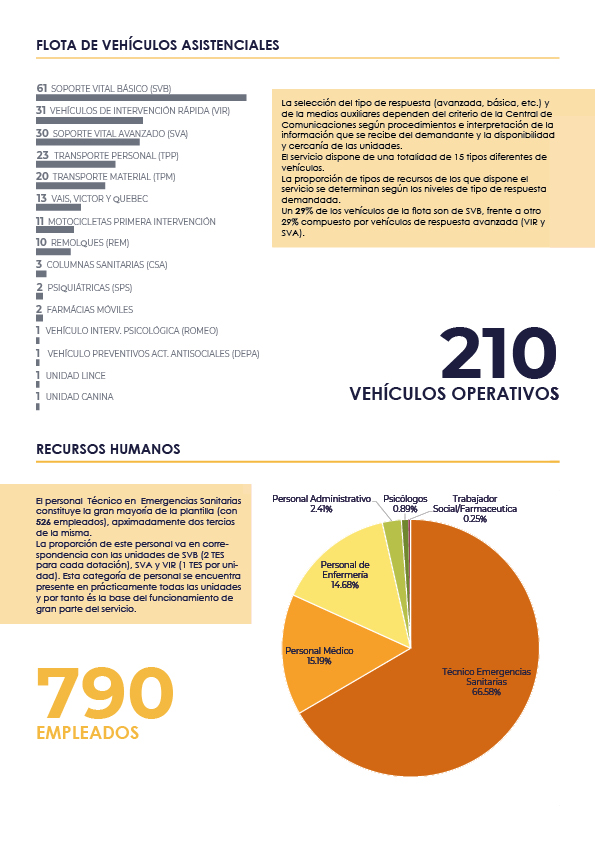 FLOTA DE VEHÍCULOS ASISTENCIALES
61 SOPORTE VITAL BÁSICO (SVB)
31 VEHÍCULOS DE INTERVENCIÓN RÁPIDA (VIR)
30 SOPORTE VITAL AVANZADO (SVA)
23 TRANSPORTE PERSONAL (TPP)
20 TRANSPORTE MATERIAL (TPM)
13 VAIS, VICTOR Y QUEBEC
11 MOTOCICLETAS PRIMERA INTERVENCIÓN
10 REMOLQUES (REM)
3 COLUMNAS SANITARIAS (CSA)
2 PSIQUIÁTRICAS (SPS)
2 FARMÁCIAS MÓVILES
1 VEHÍCULO INTERV. PSICOLÓGICA (ROMEO)
1 VEHÍCULO PREVENTIVOS ACT. ANTISOCIALES (DEPA)
1 UNIDAD LINCE
1 UNIDAD CANINA
La selección del tipo de respuesta (avanzada, básica, etc.) y
de la medios auxiliares dependen del criterio de la Central de
Comunicaciones según procedimientos e interpretación de la
información que se recibe del demandante y la disponibilidad
y cercanía de las unidades.
El servicio dispone de una totalidad de 15 tipos diferentes de
vehículos.
La proporción de tipos de recursos de los que dispone el
servicio se determinan según los niveles de tipo de respuesta
demandada.
Un 29% de los vehículos de la flota son de SVB, frente a otro
29% compuesto por vehículos de respuesta avanzada (VIR y
SVA).
210
VEHÍCULOS OPERATIVOS
RECURSOS HUMANOS
El personal Técnico en Emergencias Sanitarias
constituye la gran mayoría de la plantilla (con
526 empleados), apximadamente dos tercios
de la misma.
La proporción de este personal va en corre-
spondencia con las unidades de SVB (2 TES
para cada dotación), SVA y VIR (1 TES por uni-
dad). Esta categoría de personal se encuentra
presente en prácticamente todas las unidades
y por tanto és la base del funcionamiento de
gran parte del servicio.
790
EMPLEADOS
Personal Administrativo
2.41%
Psicólogos
0.89%
Trabajador
Social/Farmaceutica
0.25%
Personal de
Enfermería
14.68%
Personal Médico
15.19%
Técnico Emergencias
Sanitarias
66.58%